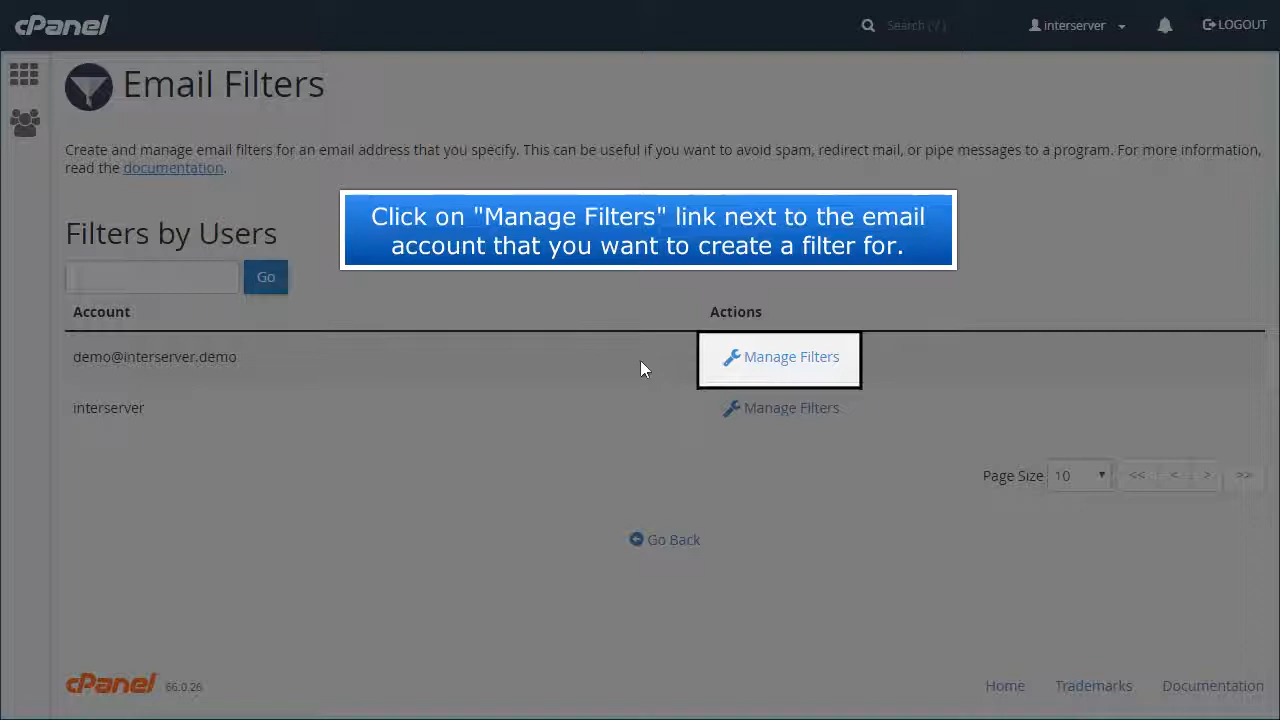 cPanel
Search ( / )
interserver
LOGOUT
Email Filters
Create and manage email filters for an email address that you specify. This can be useful if you want to avoid spam, redirect mail, or pipe messages to a program. For more information,
read the documentation.
Click on "Manage Filters" link next to the email
account that you want to create a filter for.
Filters by Users
Go
Account Actions
demo@interserver.demo Manage Filters
interserver Manage Filters
Page Size 10 << < > >>
Go Back
cPanel 66.0.26 Home Trademarks Documentation